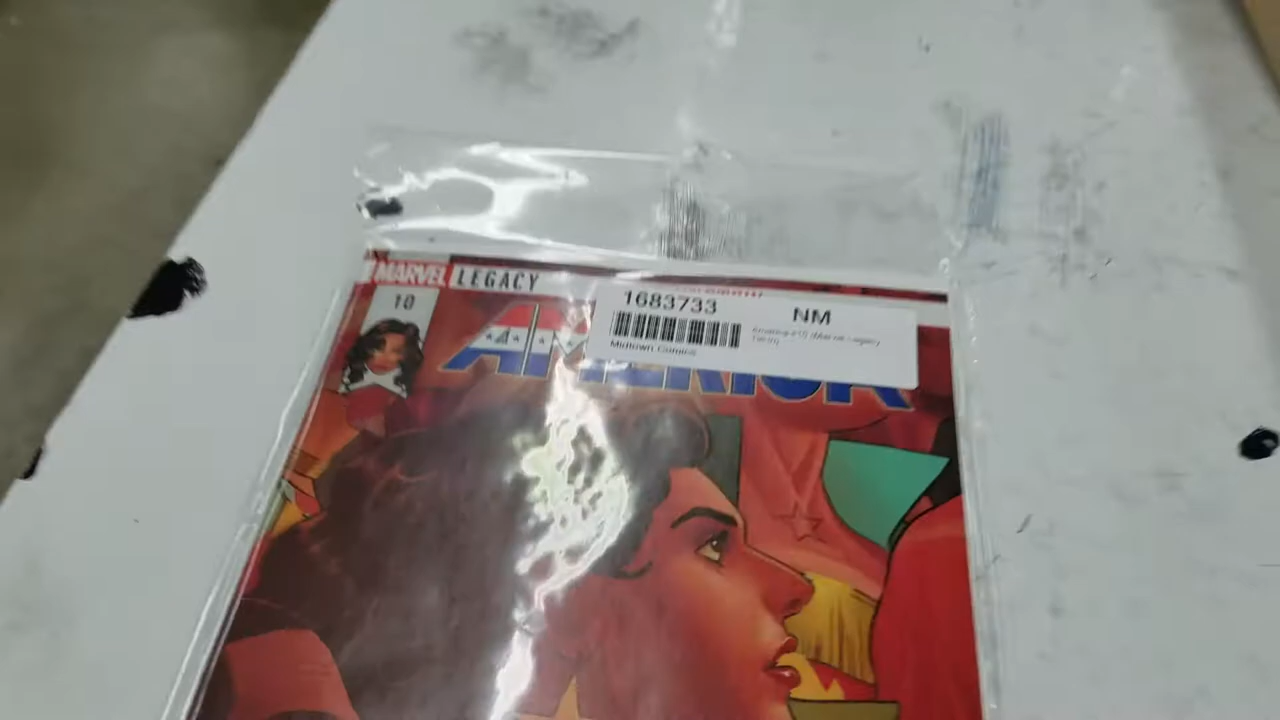 MARVEL LEGACY
10
AMERICA
1683733
NM
Midtown Comics